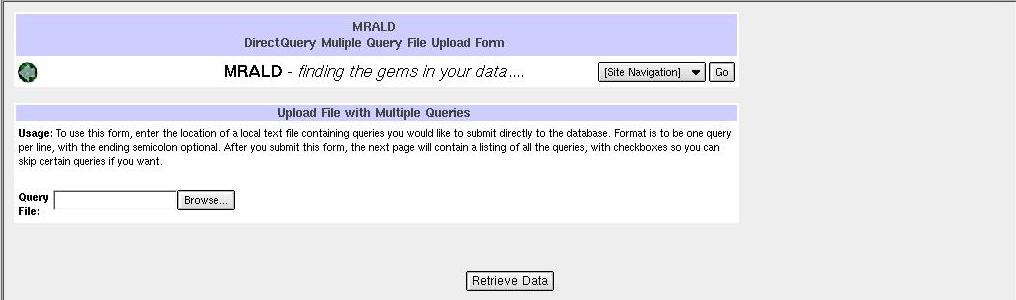 MRALD
DirectQuery Muliple Query File Upload Form
MRALD - finding the gems in your data....
[Site Navigation]
Go
Upload File with Multiple Queries
Usage: To use this form, enter the location of a local text file containing queries you would like to submit directly to the database. Format is to be one query
per line, with the ending semicolon optional. After you submit this form, the next page will contain a listing of all the queries, with checkboxes so you can
skip certain queries if you want.
Query
File:
Browse...
Retrieve Data